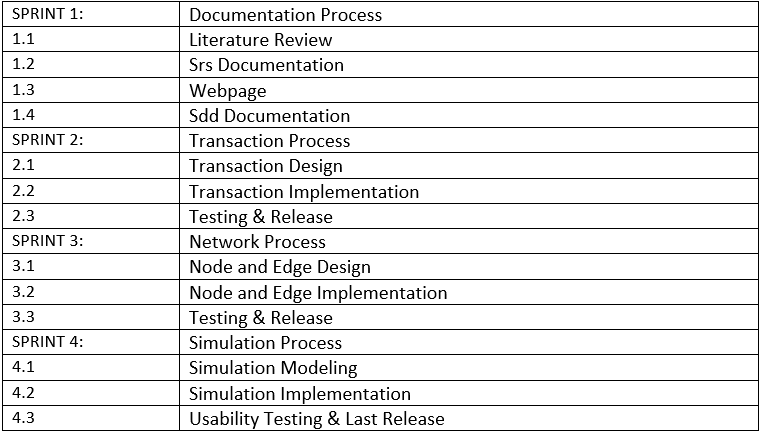 SPRINT 1: Documentation Process
1.1 Literature Review
1.2 Srs Documentation
1.3 Webpage
1.4 Sdd Documentation
SPRINT 2: Transaction Process
2.1 Transaction Design
2.2 Transaction Implementation
2.3 Testing & Release
SPRINT 3: Network Process
3.1 Node and Edge Design
3.2 Node and Edge Implementation
3.3 Testing & Release
SPRINT 4: Simulation Process
4.1 Simulation Modeling
4.2 Simulation Implementation
4.3 Usability Testing & Last Release